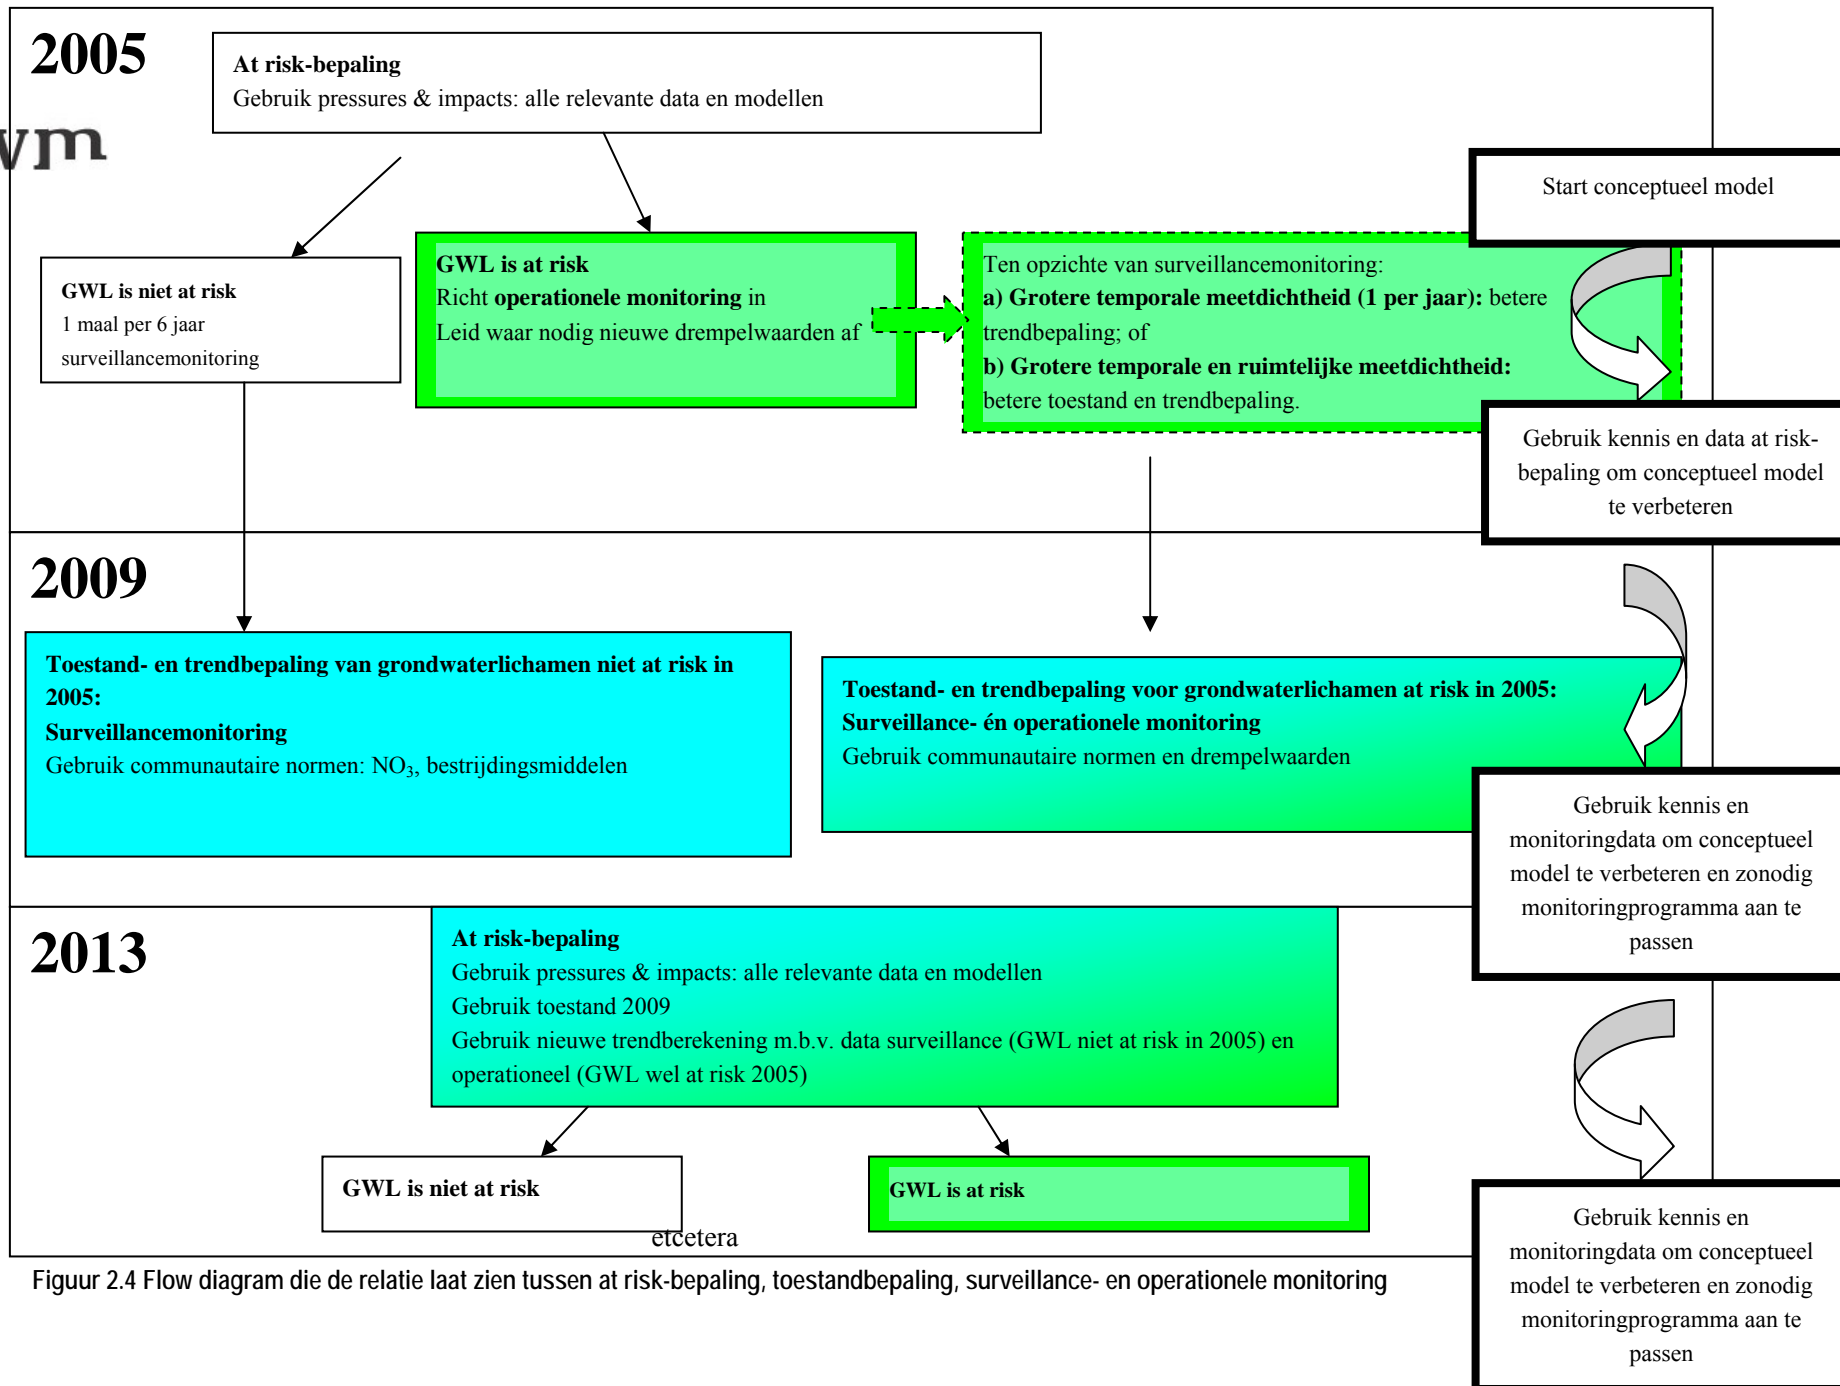 2005
At risk-bepaling
Gebruik pressures & impacts: alle relevante data en modellen
Start conceptueel model
GWL is niet at risk
1 maal per 6 jaar
surveillancemonitoring
GWL is at risk
Richt operationele monitoring in
Leid waar nodig nieuwe drempelwaarden af
Ten opzichte van surveillancemonitoring:
a) Grotere temporale meetdichtheid (1 per jaar): betere
trendbepaling; of
b) Grotere temporale en ruimtelijke meetdichtheid:
betere toestand en trendbepaling.
Gebruik kennis en data at risk-
bepaling om conceptueel model
te verbeteren
2009
Toestand- en trendbepaling van grondwaterlichamen niet at risk in
2005:
Surveillancemonitoring
Gebruik communautaire normen: NO₃, bestrijdingsmiddelen
Toestand- en trendbepaling voor grondwaterlichamen at risk in 2005:
Surveillance- én operationele monitoring
Gebruik communautaire normen en drempelwaarden
Gebruik kennis en
monitoringdata om conceptueel
model te verbeteren en zonodig
monitoringprogramma aan te
passen
2013
At risk-bepaling
Gebruik pressures & impacts: alle relevante data en modellen
Gebruik toestand 2009
Gebruik nieuwe trendberekening m.b.v. data surveillance (GWL niet at risk in 2005) en
operationeel (GWL wel at risk 2005)
GWL is niet at risk
GWL is at risk
etcetera
Gebruik kennis en
monitoringdata om conceptueel
model te verbeteren en zonodig
monitoringprogramma aan te
passen
Figuur 2.4 Flow diagram die de relatie laat zien tussen at risk-bepaling, toestandbepaling, surveillance- en operationele monitoring